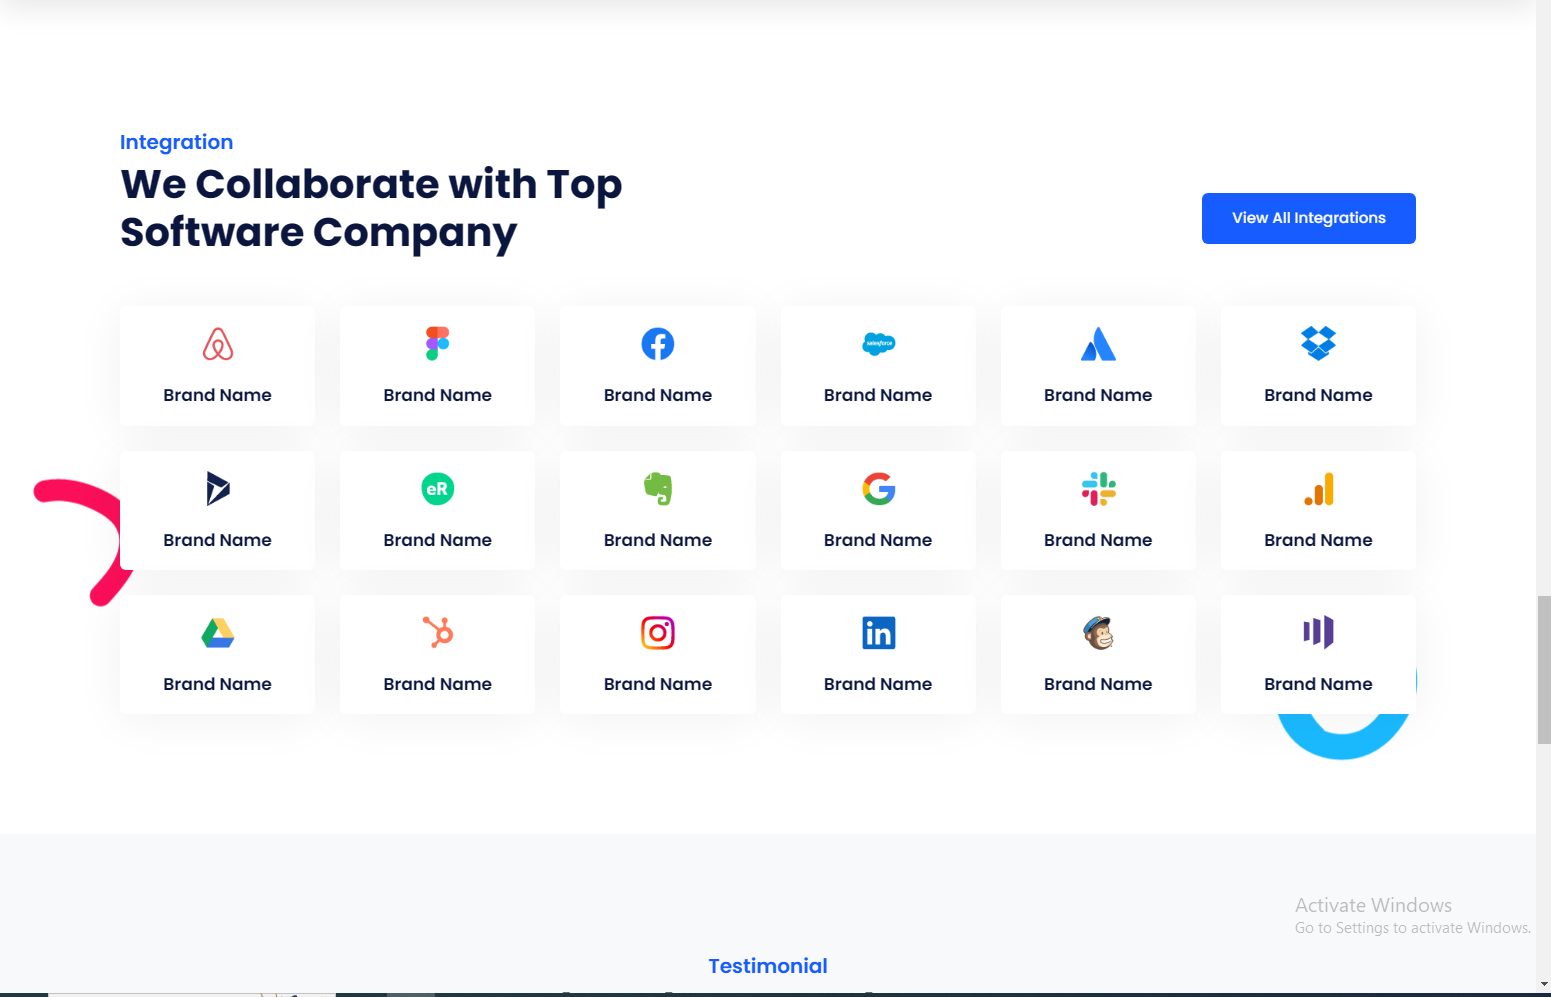 Integration
We Collaborate with Top
Software Company
View All Integrations
salesforce
Brand Name Brand Name Brand Name Brand Name Brand Name Brand Name
eR
Brand Name Brand Name Brand Name Brand Name Brand Name Brand Name
in
Brand Name Brand Name Brand Name Brand Name Brand Name Brand Name
Activate Windows
Go to Settings to activate Windows.
Testimonial